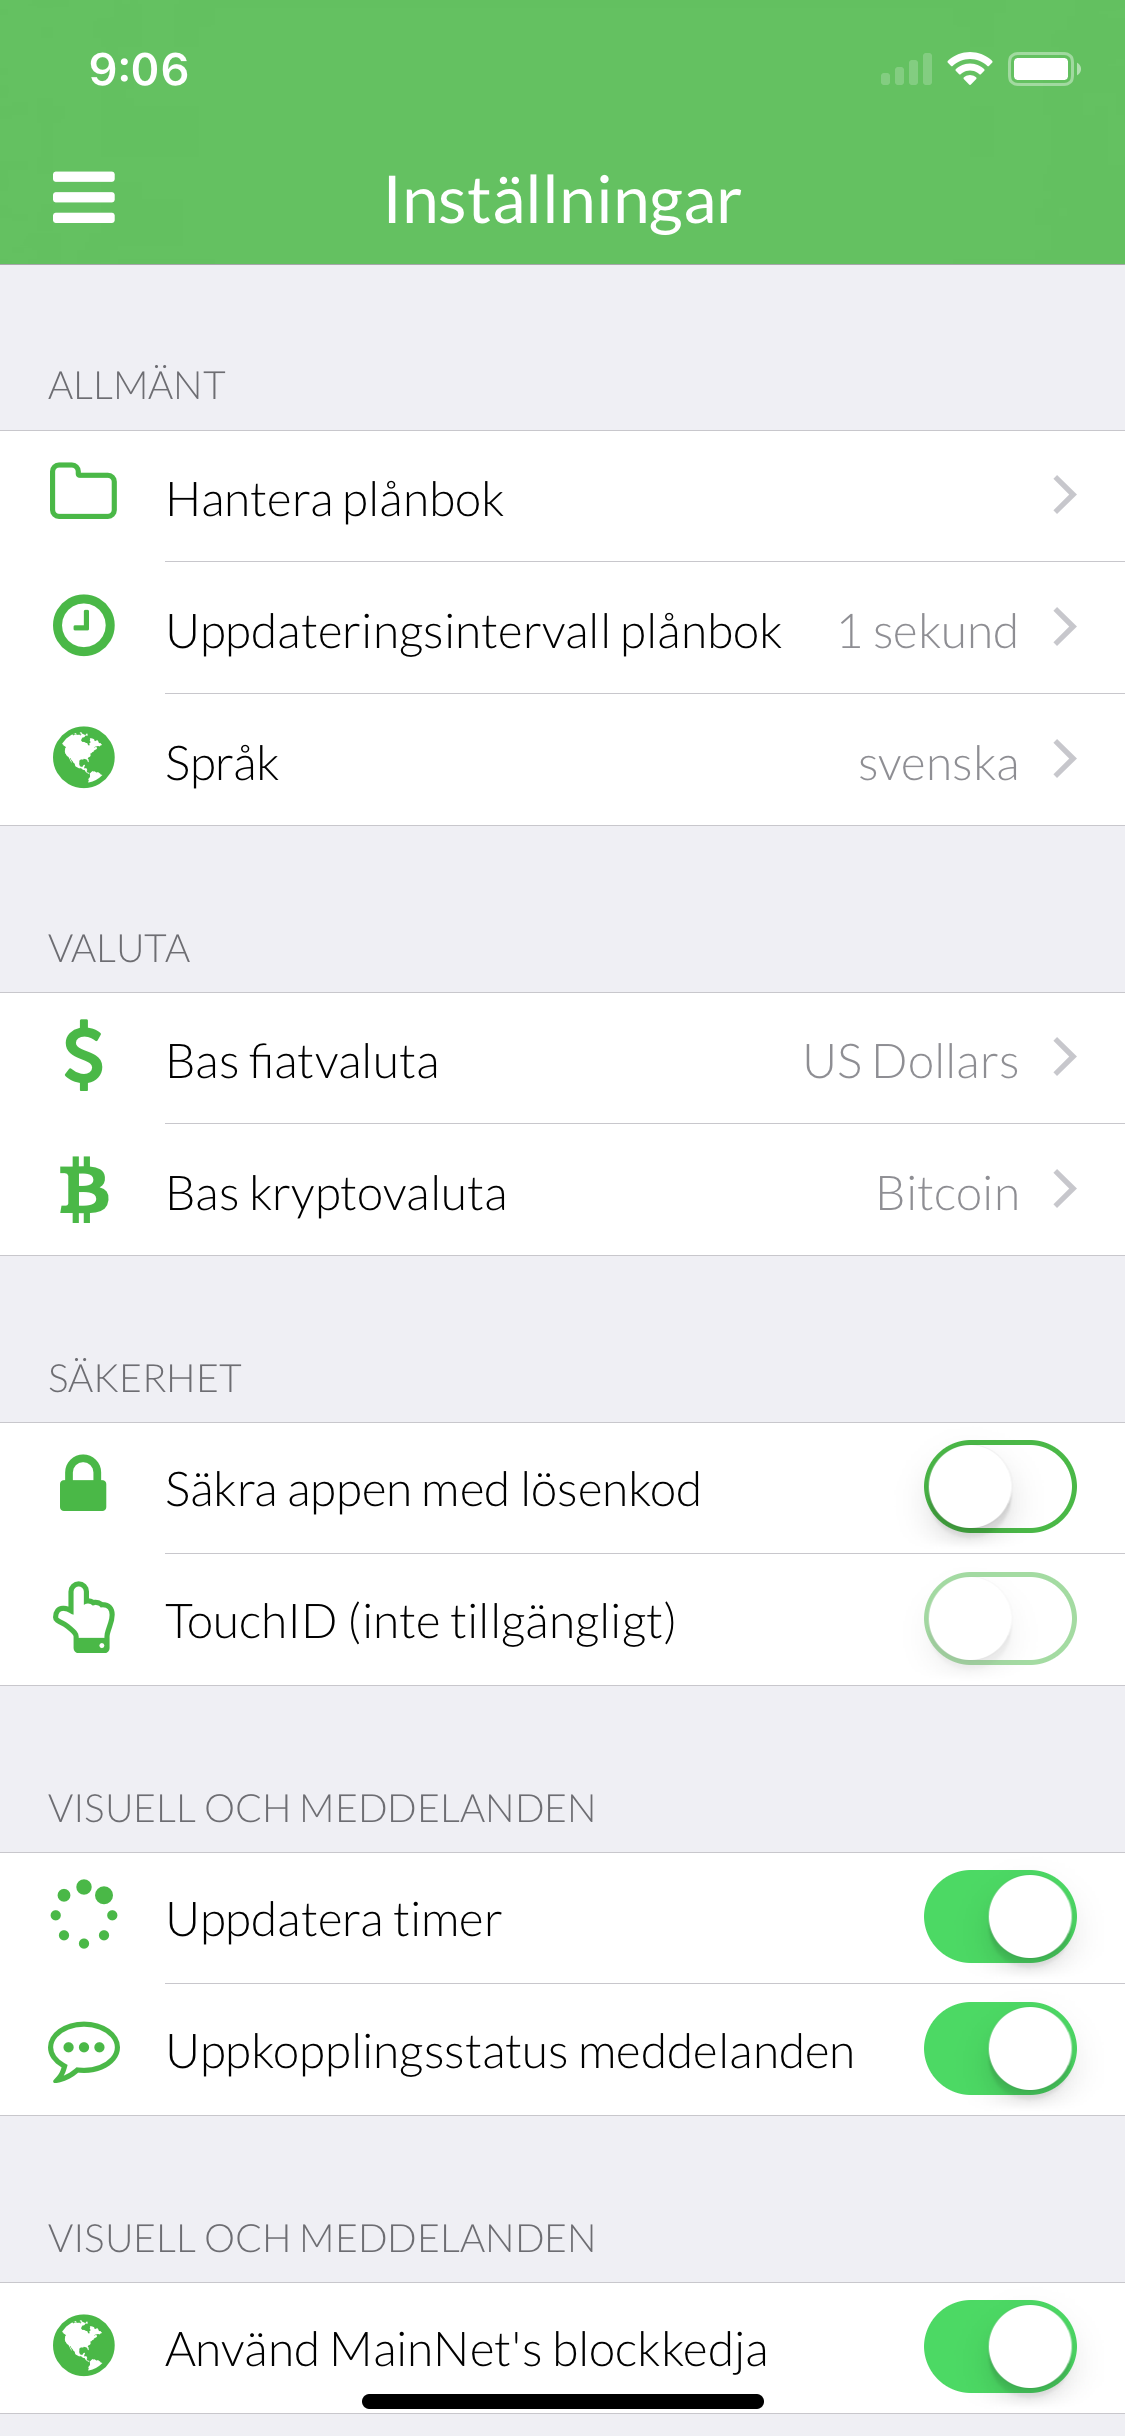 9:06
Inställningar
ALLMÄNT
Hantera plånbok
Uppdateringsintervall plånbok 1 sekund
Språk svenska
VALUTA
Bas fiatvaluta US Dollars
Bas kryptovaluta Bitcoin
SÄKERHET
Säkra appen med lösenkod
TouchID (inte tillgängligt)
VISUELL OCH MEDDELANDEN
Uppdatera timer
Uppkopplingsstatus meddelanden
VISUELL OCH MEDDELANDEN
Använd MainNet's blockkedja